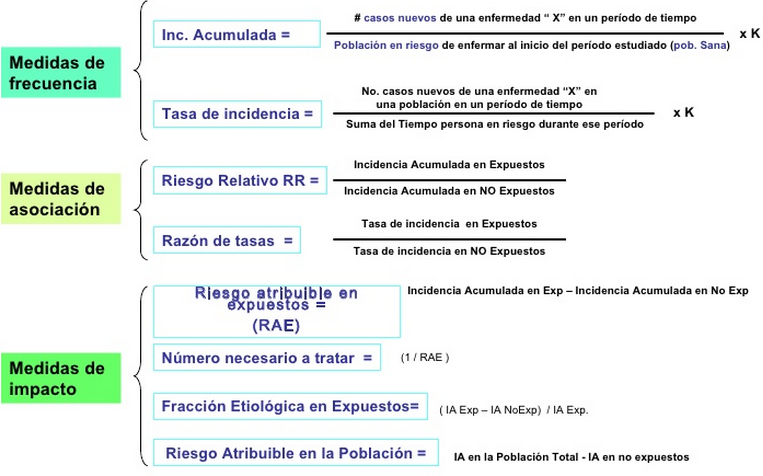 Medidas de
frecuencia
Inc. Acumulada =
# casos nuevos de una enfermedad “ X” en un período de tiempo
Población en riesgo de enfermar al inicio del período estudiado (pob. Sana)
x K
Tasa de incidencia =
No. casos nuevos de una enfermedad “X” en
una población en un período de tiempo
Suma del Tiempo persona en riesgo durante ese período
x K
Medidas de
asociación
Riesgo Relativo RR =
Incidencia Acumulada en Expuestos
Incidencia Acumulada en NO Expuestos
Razón de tasas =
Tasa de incidencia en Expuestos
Tasa de incidencia en NO Expuestos
Medidas de
impacto
Riesgo atribuible en
expuestos =
(RAE)
Incidencia Acumulada en Exp – Incidencia Acumulada en No Exp
Número necesario a tratar =
(1 / RAE )
Fracción Etiológica en Expuestos=
( IA Exp – IA NoExp) / IA Exp.
Riesgo Atribuible en la Población =
IA en la Población Total - IA en no expuestos